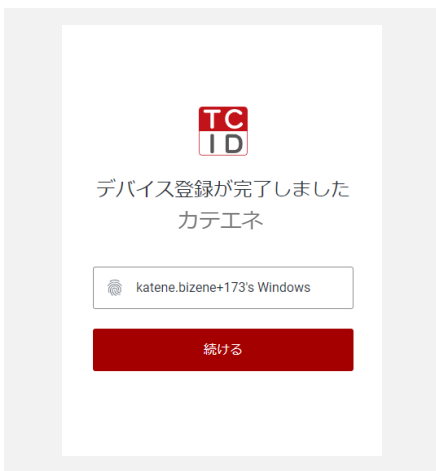 TC
ID
デバイス登録が完了しました
カテエネ
katene.bizene+173's Windows
続ける